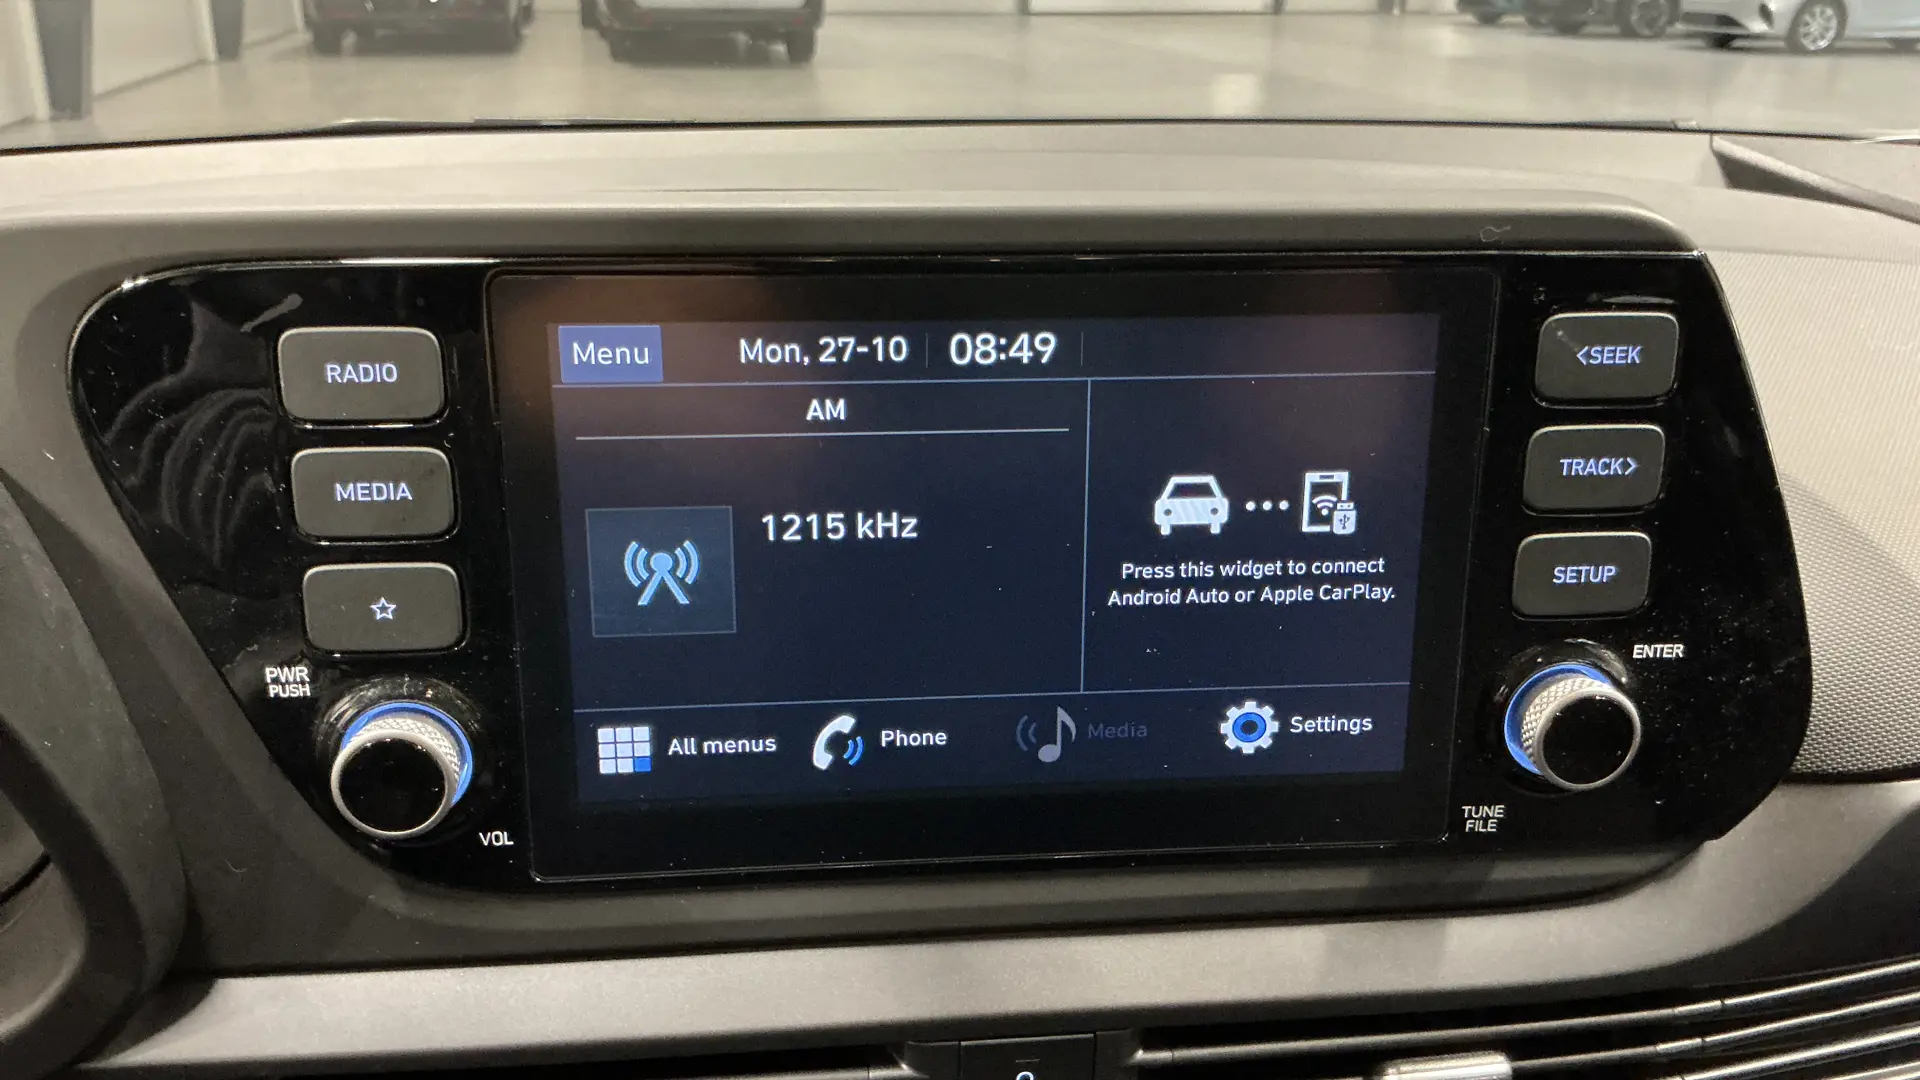 RADIO
MEDIA
PWR
PUSH
VOL
Menu
Mon, 27-10
08:49
AM
1215 kHz
Press this widget to connect
Android Auto or Apple CarPlay.
All menus
Phone
Media
Settings
<SEEK
TRACK>
SETUP
ENTER
TUNE
FILE